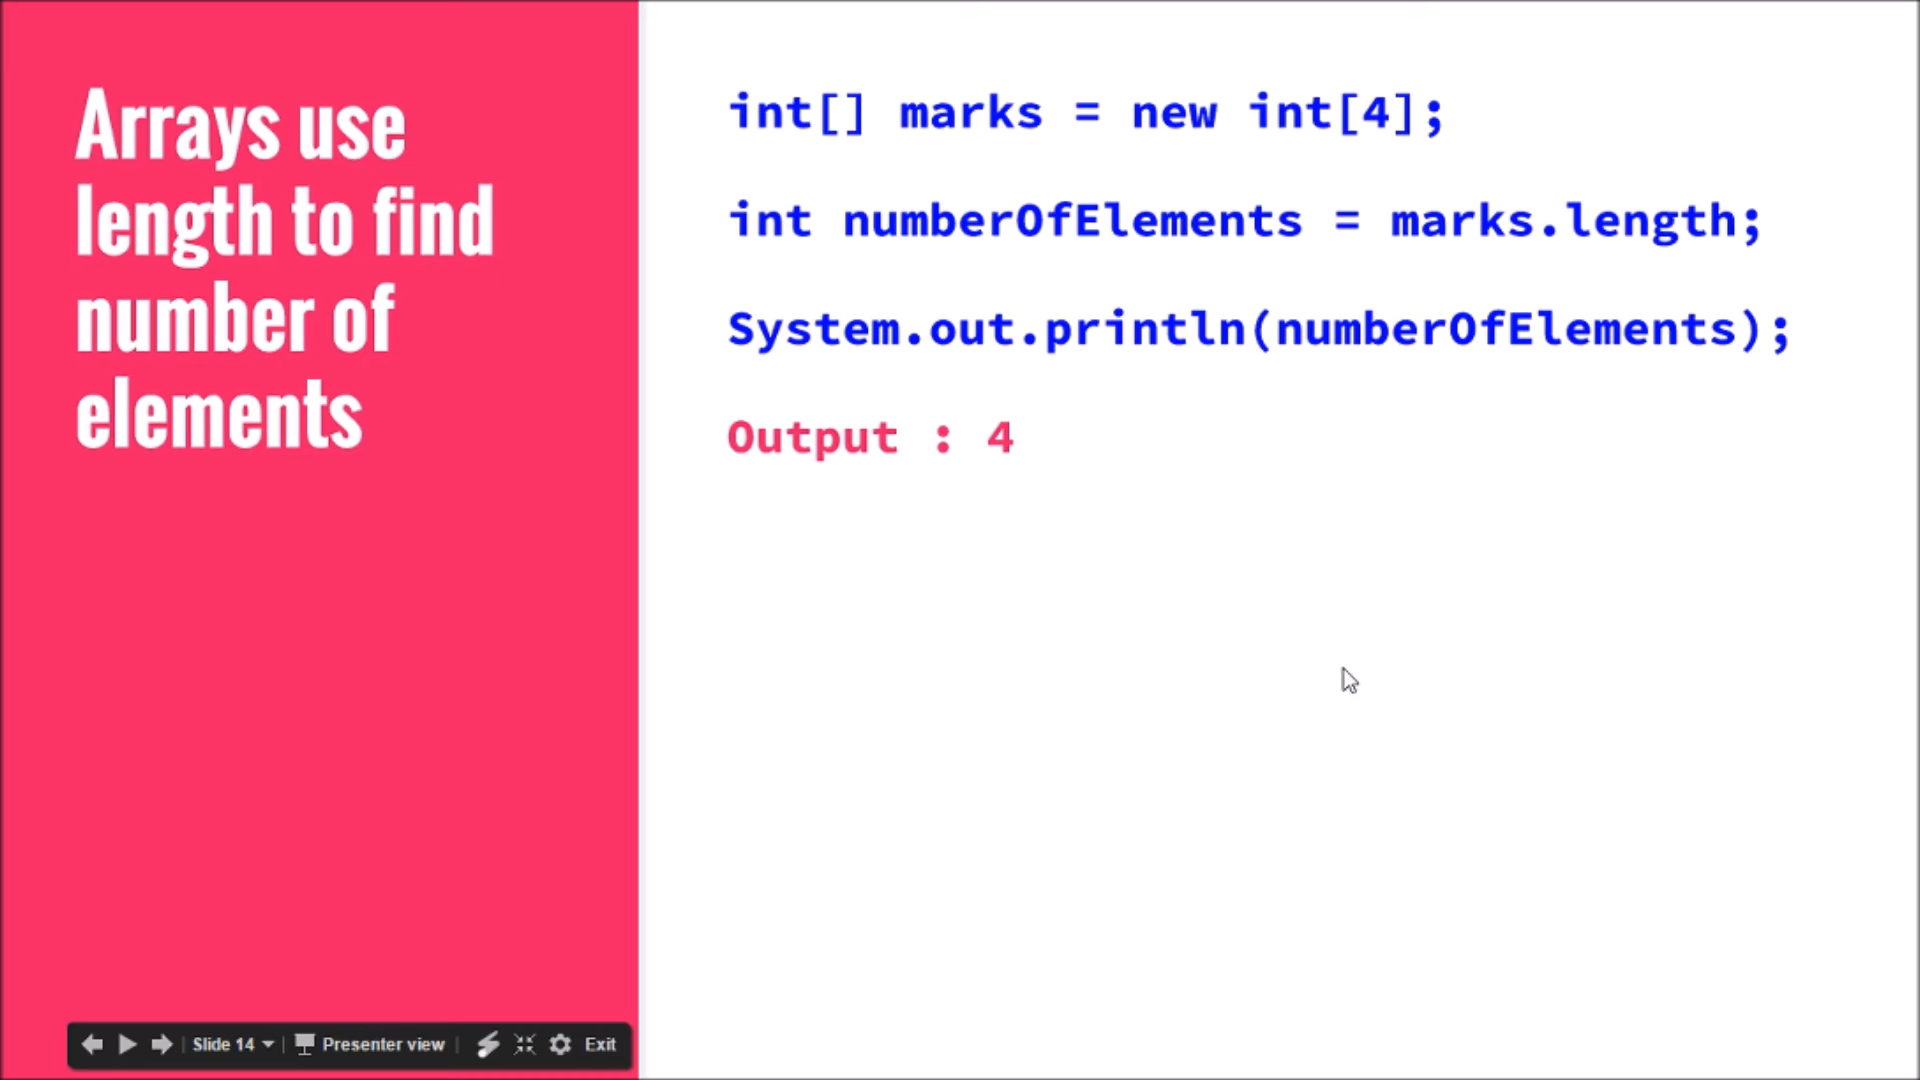 Arrays use
length to find
number of
elements
int[] marks = new int[4];
int numberOfElements = marks.length;
System.out.println(numberOfElements);
Output : 4
Slide 14 Presenter view Exit